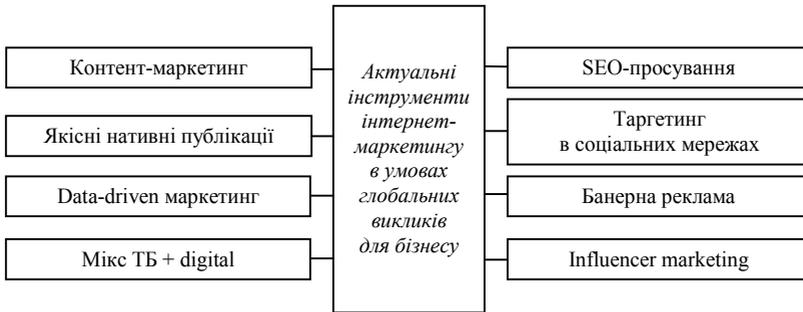 Контент-маркетинг
Якісні нативні публікації
Data-driven маркетинг
Мікс ТБ + digital
Актуальні
інструменти
інтернет-
маркетингу
в умовах
глобальних
викликів
для бізнесу
SEO-просування
Таргетинг
в соціальних мережах
Банерна реклама
Influencer marketing